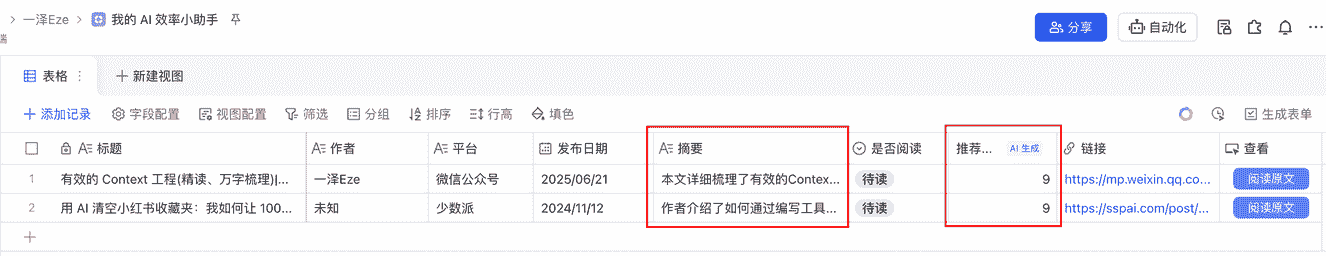 一泽Eze > 我的 AI 效率小助手
分享 自动化
表格 + 新建视图
+ 添加记录 字段配置 视图配置 筛选 分组 排序 行高 填色 生成表单
标题 作者 平台 发布日期 摘要 是否阅读 推荐... AI 生成 链接 查看
1 有效的 Context 工程(精读、万字梳理)|... 一泽Eze 微信公众号 2025/06/21 本文详细梳理了有效的Contex... 待读 9 https://mp.weixin.qq.co... 阅读原文
2 用 AI 清空小红书收藏夹：我如何让 100... 未知 少数派 2024/11/12 作者介绍了如何通过编写工具... 待读 9 https://sspai.com/post/... 阅读原文